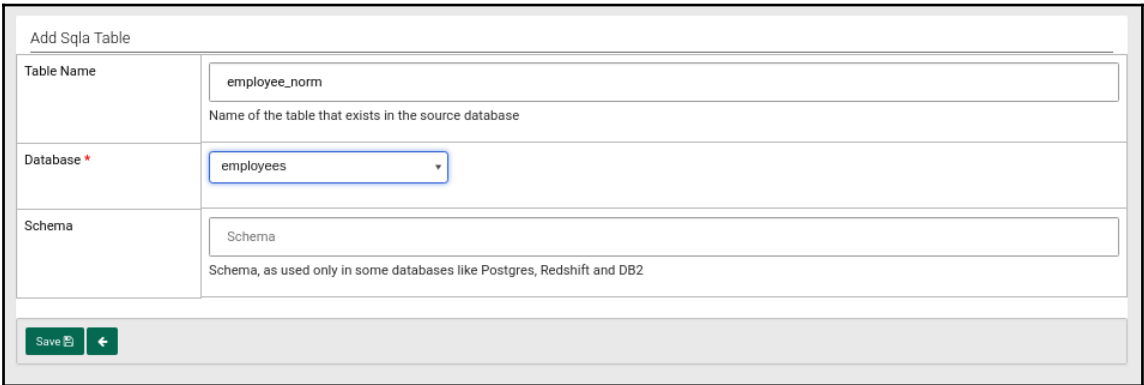 Add Sqla Table
Table Name
employee_norm
Name of the table that exists in the source database
Database *
employees
Schema
Schema
Schema, as used only in some databases like Postgres, Redshift and DB2
Save